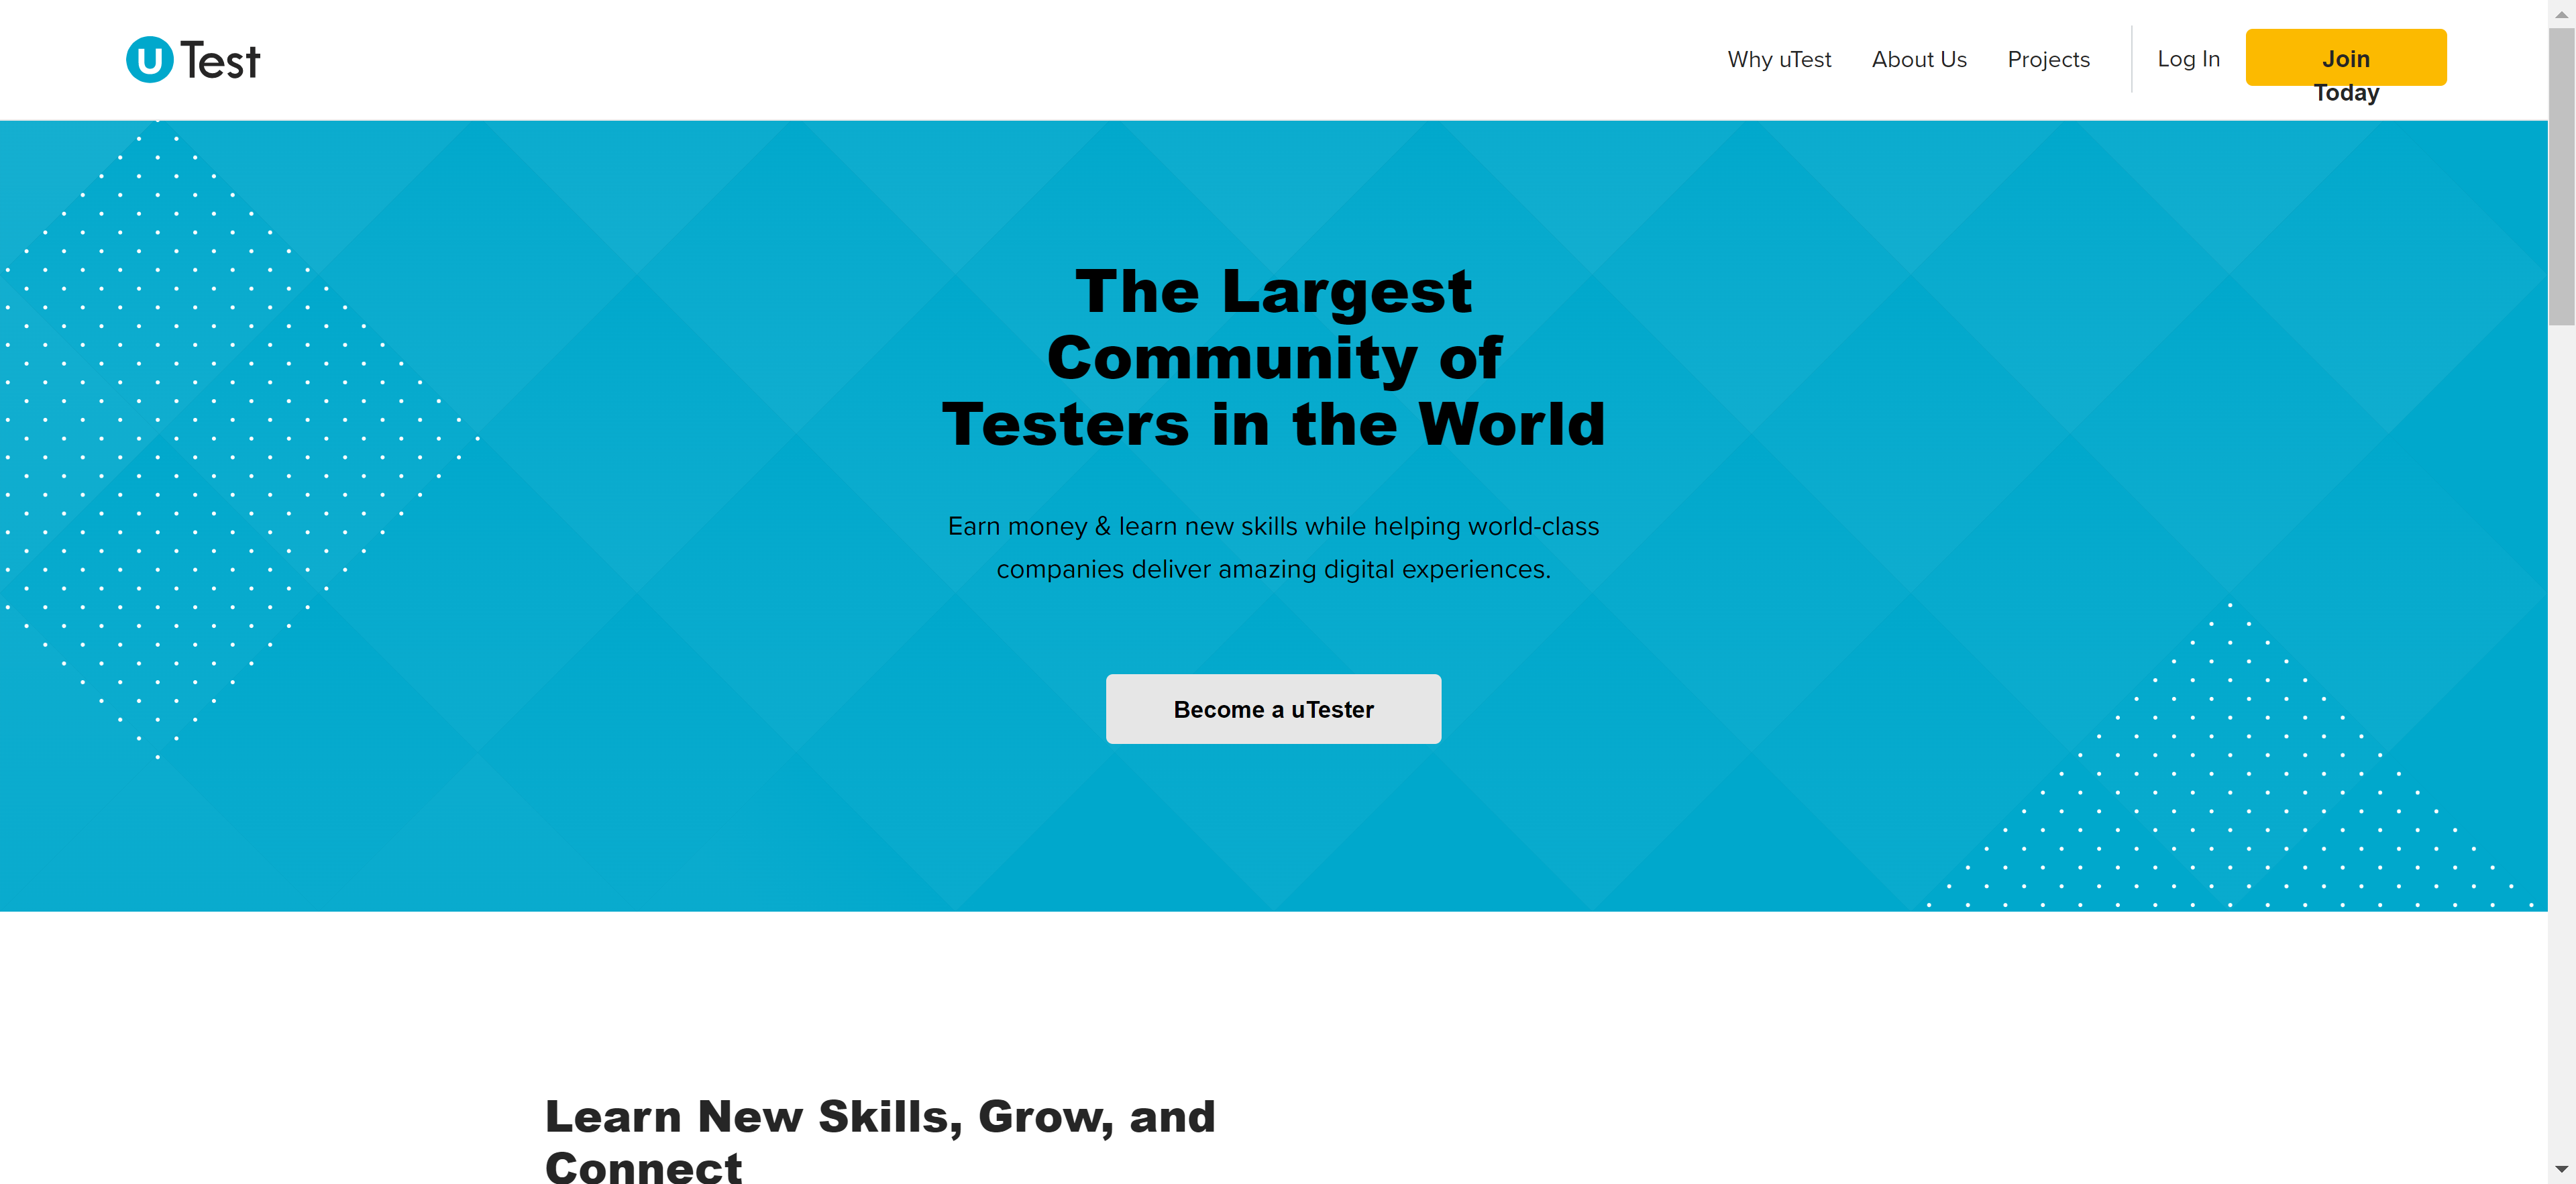 U Test
Why uTest
About Us
Projects
Log In
Join
Today
The Largest
Community of
Testers in the World
Earn money & learn new skills while helping world-class
companies deliver amazing digital experiences.
Become a uTester
Learn New Skills, Grow, and
Connect